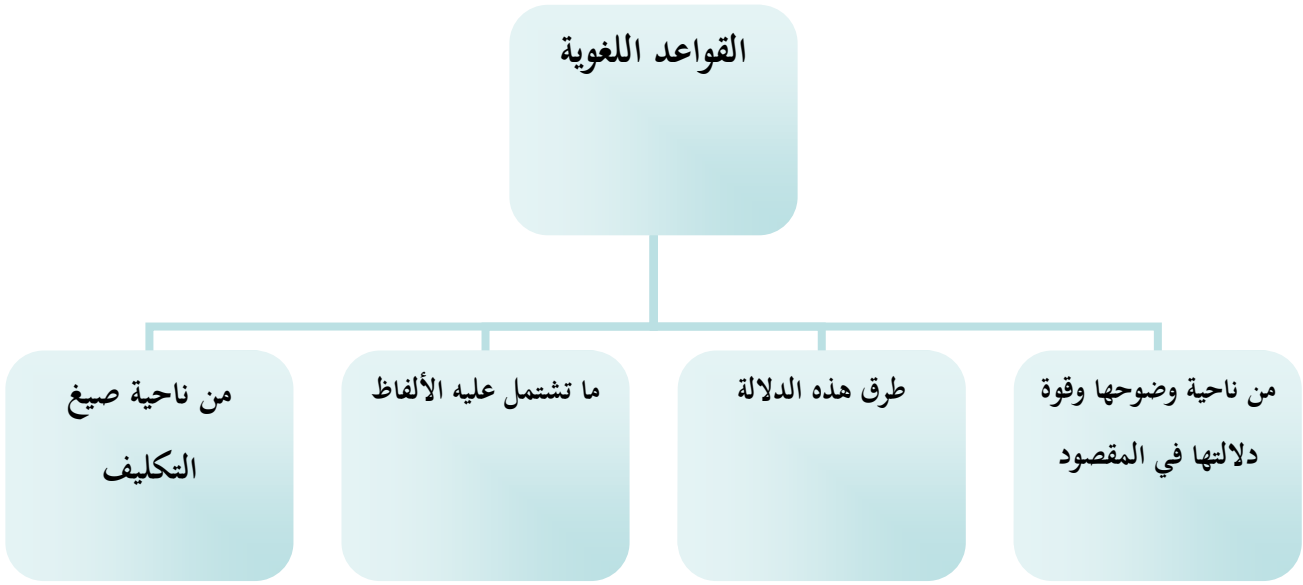 القواعد اللغوية
من ناحية وضوحها وقوة
دلالتها في المقصود
طرق هذه الدلالة
ما تشتمل عليه الألفاظ
من ناحية صيغ
التكليف